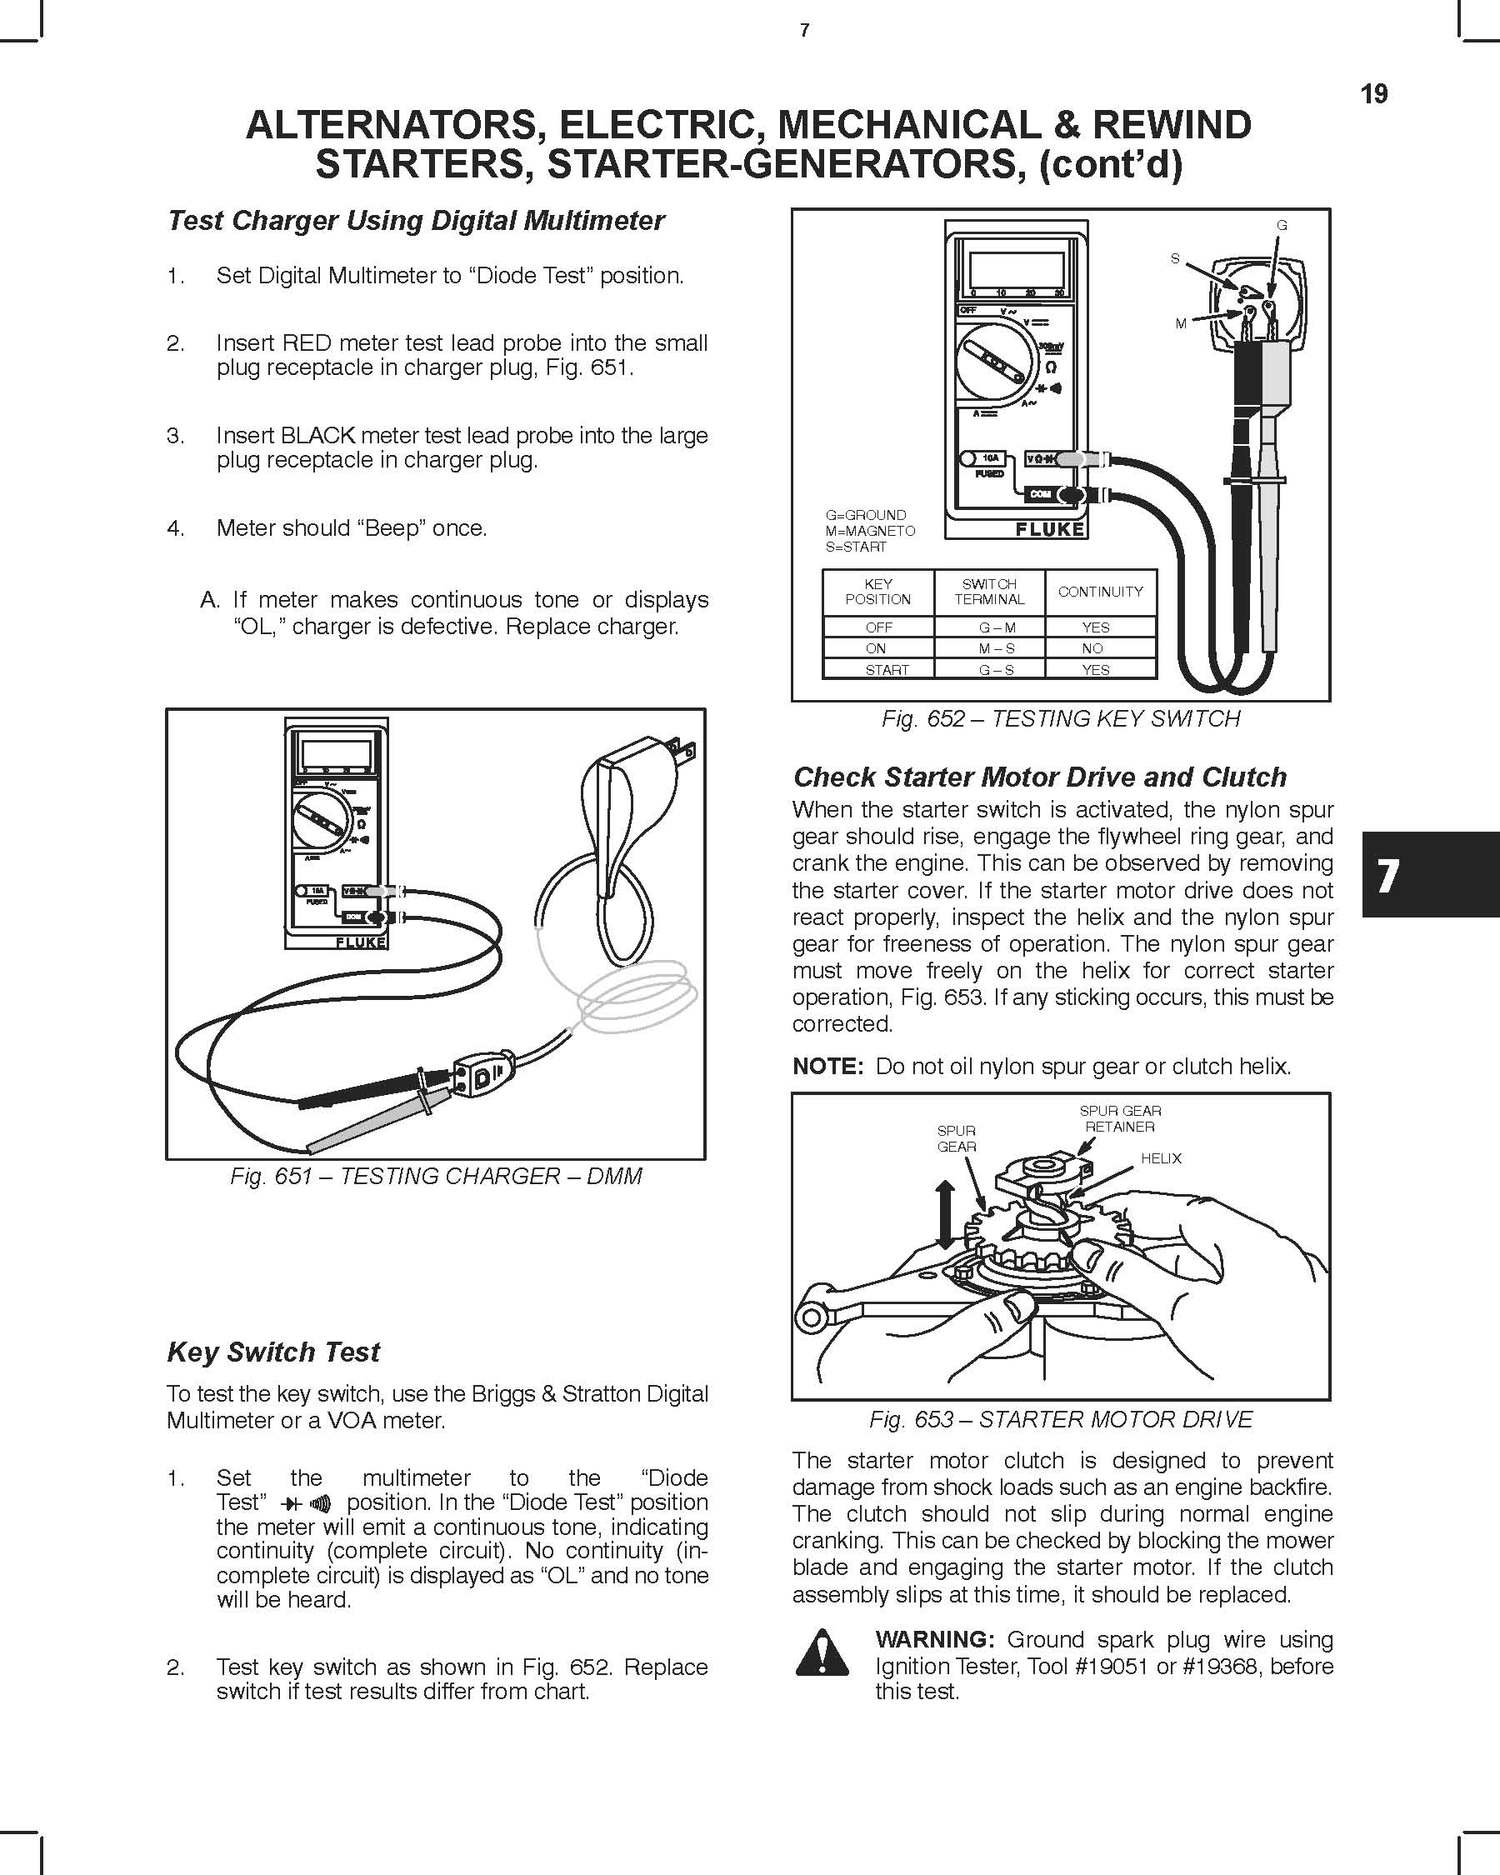 7
19
ALTERNATORS, ELECTRIC, MECHANICAL & REWIND
STARTERS, STARTER-GENERATORS, (cont’d)
Test Charger Using Digital Multimeter
1. Set Digital Multimeter to “Diode Test” position.
2. Insert RED meter test lead probe into the small
plug receptacle in charger plug, Fig. 651.
3. Insert BLACK meter test lead probe into the large
plug receptacle in charger plug.
4. Meter should “Beep” once.
A. If meter makes continuous tone or displays
“OL,” charger is defective. Replace charger.
OFF
V~
300mV
Ω
A~
10A
FUSED
COM
FLUKE
Fig. 651 – TESTING CHARGER – DMM
Key Switch Test
To test the key switch, use the Briggs & Stratton Digital
Multimeter or a VOA meter.
1. Set the multimeter to the “Diode
Test” position. In the “Diode Test” position
the meter will emit a continuous tone, indicating
continuity (complete circuit). No continuity (in-
complete circuit) is displayed as “OL” and no tone
will be heard.
2. Test key switch as shown in Fig. 652. Replace
switch if test results differ from chart.
G
S
M
0 10 20 30
OFF
V~
V
300mV
Ω
A~
A
10A
FUSED
VΩ
COM
FLUKE
G=GROUND
M=MAGNETO
S=START
KEY POSITION SWITCH TERMINAL CONTINUITY
OFF G – M YES
ON M – S NO
START G – S YES
Fig. 652 – TESTING KEY SWITCH
Check Starter Motor Drive and Clutch
When the starter switch is activated, the nylon spur
gear should rise, engage the flywheel ring gear, and
crank the engine. This can be observed by removing
the starter cover. If the starter motor drive does not
react properly, inspect the helix and the nylon spur
gear for freeness of operation. The nylon spur gear
must move freely on the helix for correct starter
operation, Fig. 653. If any sticking occurs, this must be
corrected.
NOTE: Do not oil nylon spur gear or clutch helix.
SPUR GEAR
RETAINER
SPUR
GEAR
HELIX
Fig. 653 – STARTER MOTOR DRIVE
The starter motor clutch is designed to prevent
damage from shock loads such as an engine backfire.
The clutch should not slip during normal engine
cranking. This can be checked by blocking the mower
blade and engaging the starter motor. If the clutch
assembly slips at this time, it should be replaced.
WARNING: Ground spark plug wire using
Ignition Tester, Tool #19051 or #19368, before
this test.
7